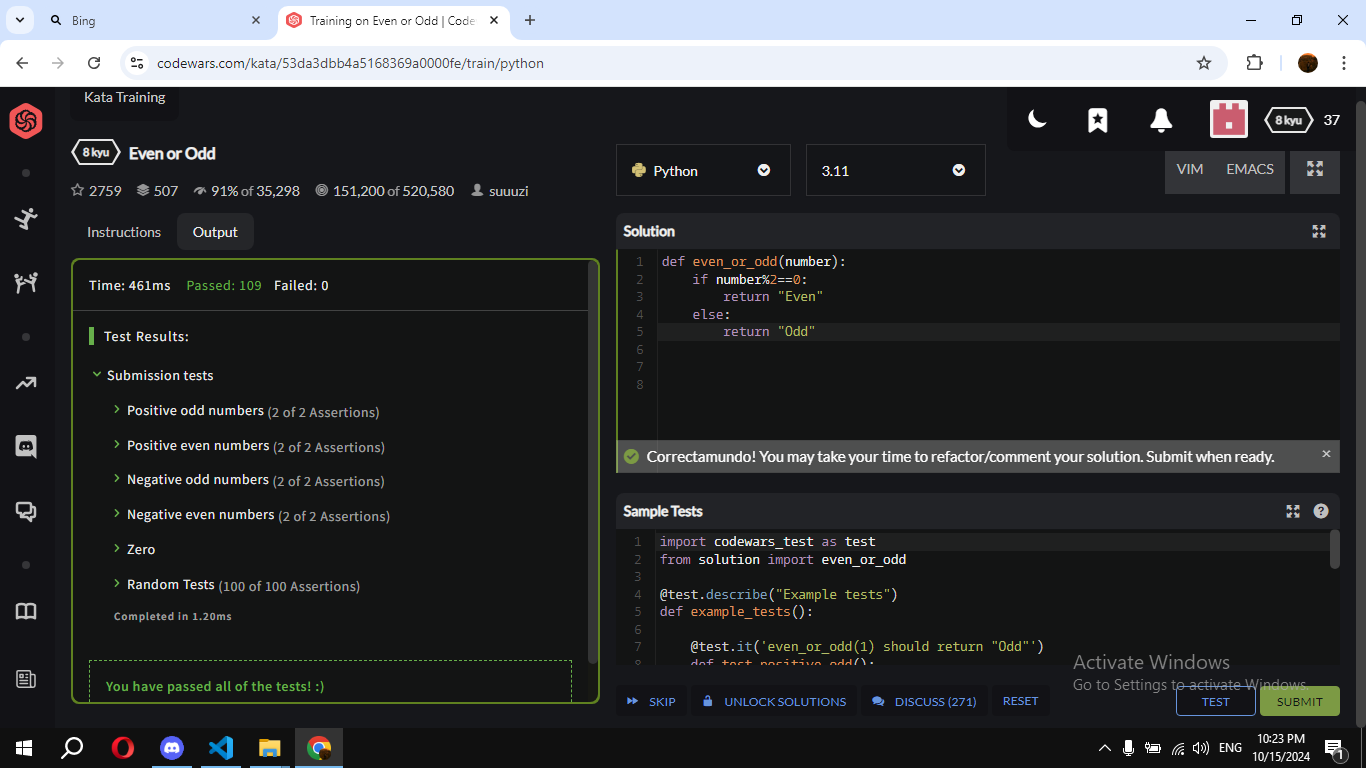 Bing
Training on Even or Odd | Code
codewars.com/kata/53da3dbb4a5168369a0000fe/train/python
Kata Training
8 kyu 37
8 kyu Even or Odd
2759 507 91% of 35,298 151,200 of 520,580 suuuzi
Python 3.11 VIM EMACS
Instructions Output
Time: 461ms Passed: 109 Failed: 0
Test Results:
Submission tests
Positive odd numbers (2 of 2 Assertions)
Positive even numbers (2 of 2 Assertions)
Negative odd numbers (2 of 2 Assertions)
Negative even numbers (2 of 2 Assertions)
Zero
Random Tests (100 of 100 Assertions)
Completed in 1.20ms
You have passed all of the tests! :)
Solution
1 def even_or_odd(number):
2 if number%2==0:
3 return "Even"
4 else:
5 return "Odd"
6
7
8
Correctamundo! You may take your time to refactor/comment your solution. Submit when ready.
Sample Tests
1 import codewars_test as test
2 from solution import even_or_odd
3
4 @test.describe("Example tests")
5 def example_tests():
6
7 @test.it('even_or_odd(1) should return "Odd"')
8 def test_positive_odd():
Activate Windows
Go to Settings to activate Windows.
SKIP UNLOCK SOLUTIONS DISCUSS (271) RESET TEST SUBMIT
ENG
10:23 PM
10/15/2024
1